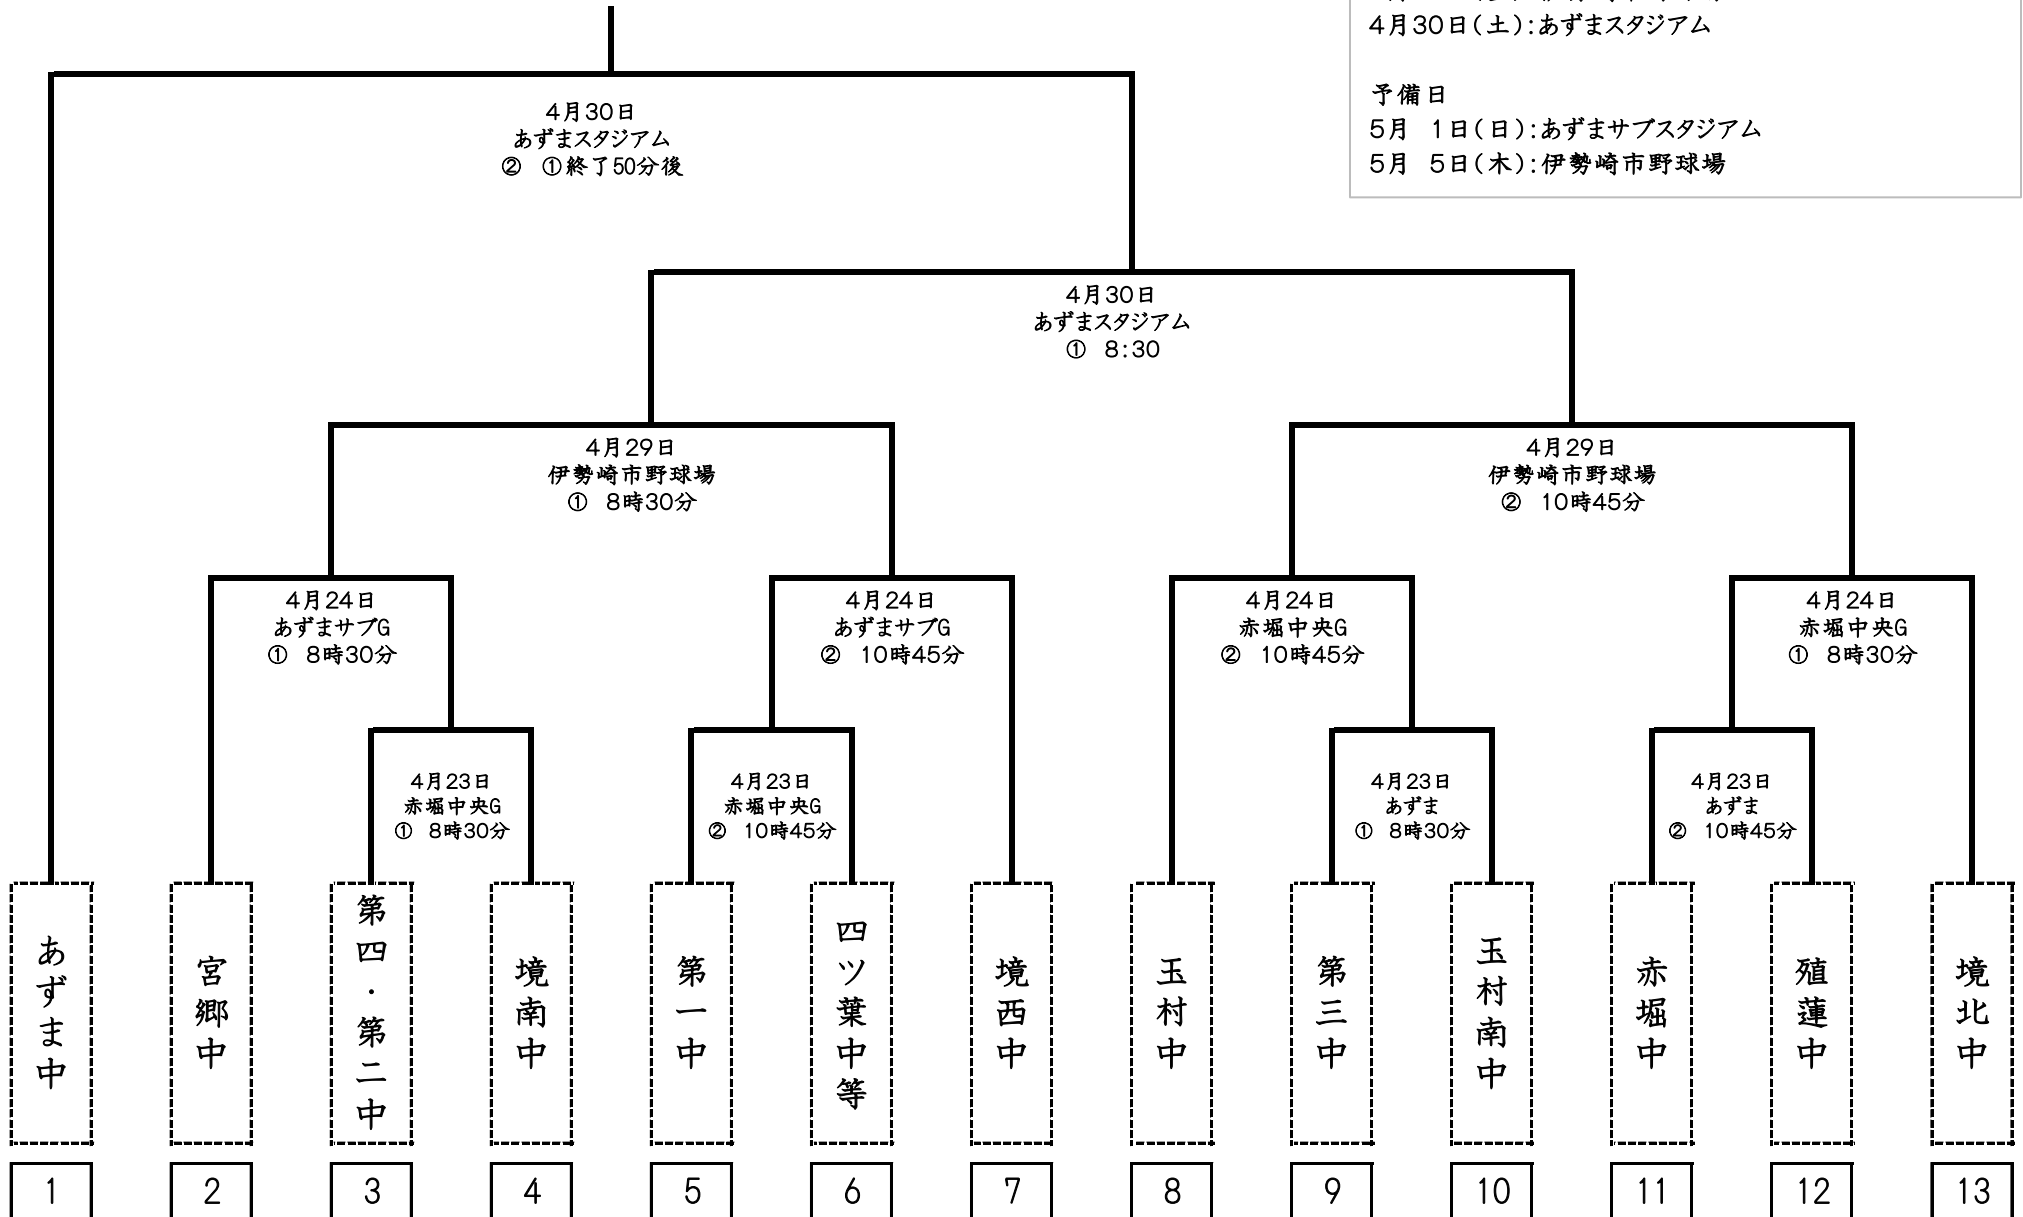 4月30日(土):あずまスタジアム
予備日
5月 1日(日):あずまサブスタジアム
5月 5日(木):伊勢崎市野球場
4月30日
あずまスタジアム
② ①終了50分後
4月30日
あずまスタジアム
① 8:30
4月29日
伊勢崎市野球場
① 8時30分
4月29日
伊勢崎市野球場
② 10時45分
4月24日
あずまサブG
① 8時30分
4月24日
あずまサブG
② 10時45分
4月24日
赤堀中央G
② 10時45分
4月24日
赤堀中央G
① 8時30分
4月23日
赤堀中央G
① 8時30分
4月23日
赤堀中央G
② 10時45分
4月23日
あずま
① 8時30分
4月23日
あずま
② 10時45分
あずま中
宮郷中
第四・第二中
境南中
第一中
四ツ葉中等
境西中
玉村中
第三中
玉村南中
赤堀中
殖蓮中
境北中
1
2
3
4
5
6
7
8
9
10
11
12
13